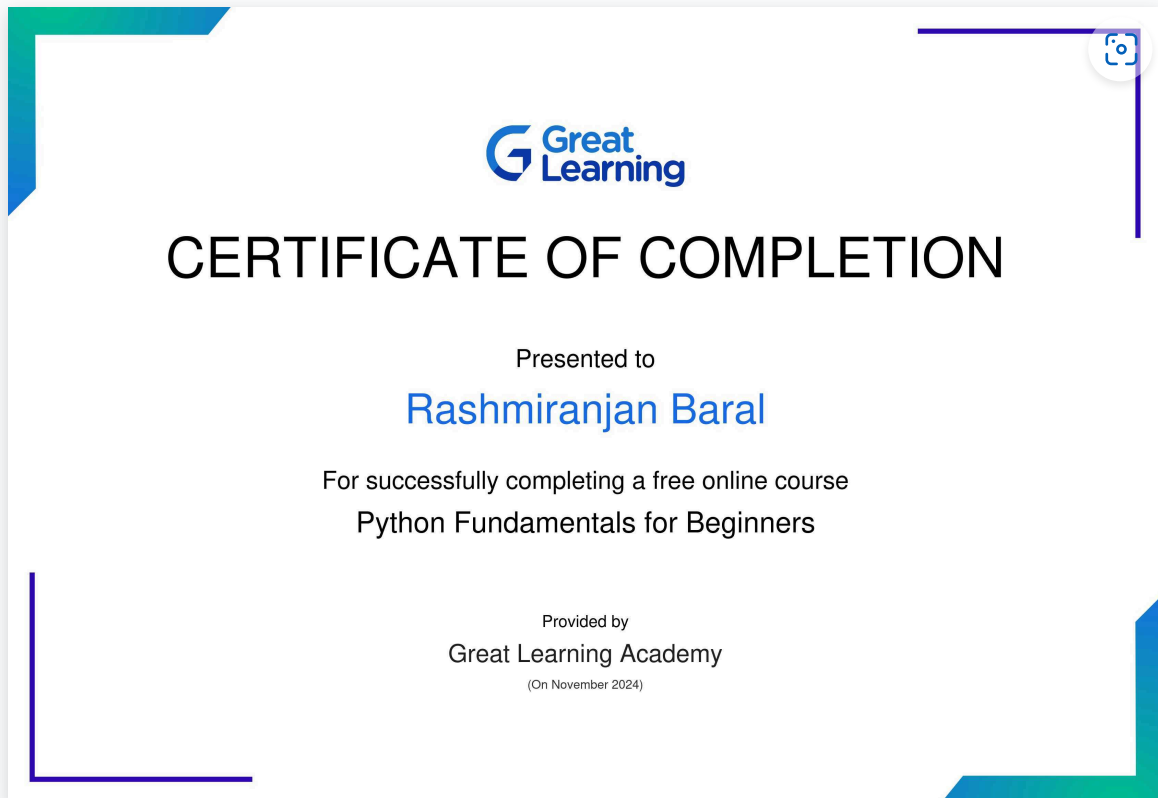 Great
Learning
CERTIFICATE OF COMPLETION
Presented to
Rashmiranjan Baral
For successfully completing a free online course
Python Fundamentals for Beginners
Provided by
Great Learning Academy
(On November 2024)